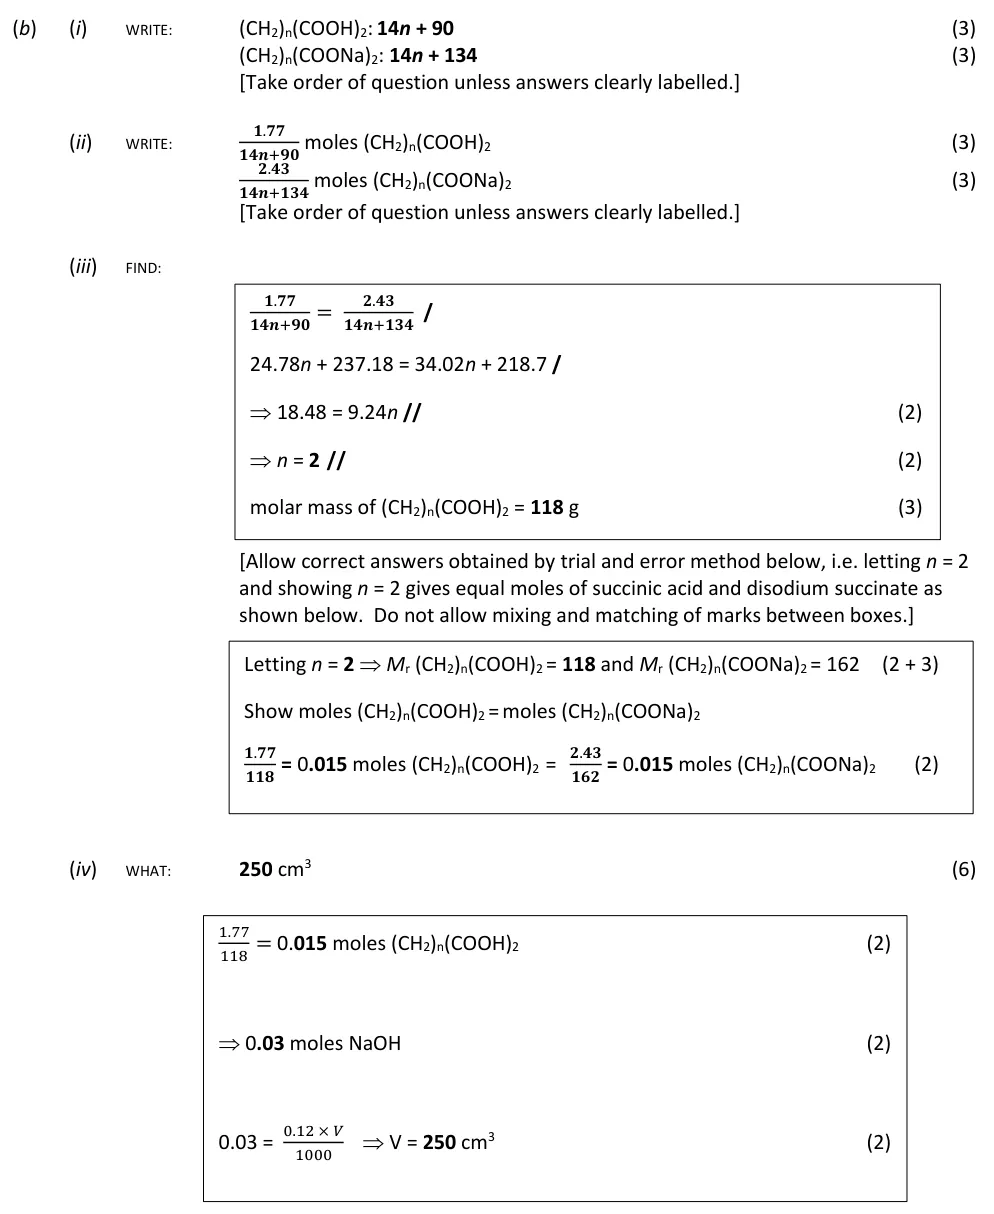 (b) (i) WRITE: (CH₂)ₙ(COOH)₂: 14n + 90 (3)
(CH₂)ₙ(COONa)₂: 14n + 134 (3)
[Take order of question unless answers clearly labelled.]
(ii) WRITE: 1.77/14n+90 moles (CH₂)ₙ(COOH)₂ (3)
2.43/14n+134 moles (CH₂)ₙ(COONa)₂ (3)
[Take order of question unless answers clearly labelled.]
(iii) FIND:
1.77/14n+90 = 2.43/14n+134 /
24.78n + 237.18 = 34.02n + 218.7 /
⇒ 18.48 = 9.24n // (2)
⇒ n = 2 // (2)
molar mass of (CH₂)ₙ(COOH)₂ = 118 g (3)
[Allow correct answers obtained by trial and error method below, i.e. letting n = 2
and showing n = 2 gives equal moles of succinic acid and disodium succinate as
shown below. Do not allow mixing and matching of marks between boxes.]
Letting n = 2 ⇒ Mᵣ (CH₂)ₙ(COOH)₂ = 118 and Mᵣ (CH₂)ₙ(COONa)₂ = 162 (2 + 3)
Show moles (CH₂)ₙ(COOH)₂ = moles (CH₂)ₙ(COONa)₂
1.77/118 = 0.015 moles (CH₂)ₙ(COOH)₂ = 2.43/162 = 0.015 moles (CH₂)ₙ(COONa)₂ (2)
(iv) WHAT: 250 cm³ (6)
1.77/118 = 0.015 moles (CH₂)ₙ(COOH)₂ (2)
⇒ 0.03 moles NaOH (2)
0.03 = 0.12 × V/1000 ⇒ V = 250 cm³ (2)